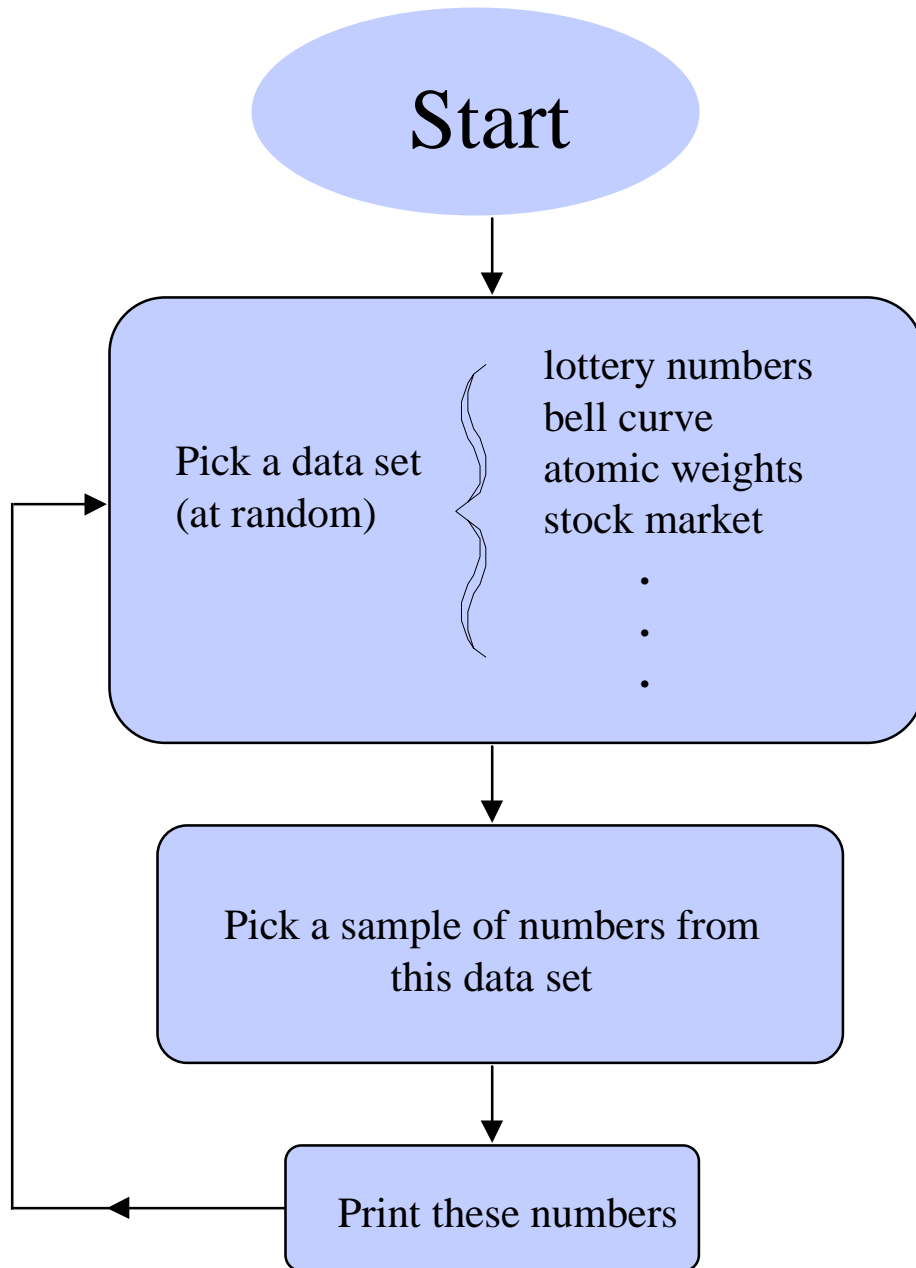 Start
Pick a data set
(at random)
lottery numbers
bell curve
atomic weights
stock market
.
.
.
Pick a sample of numbers from
this data set
Print these numbers